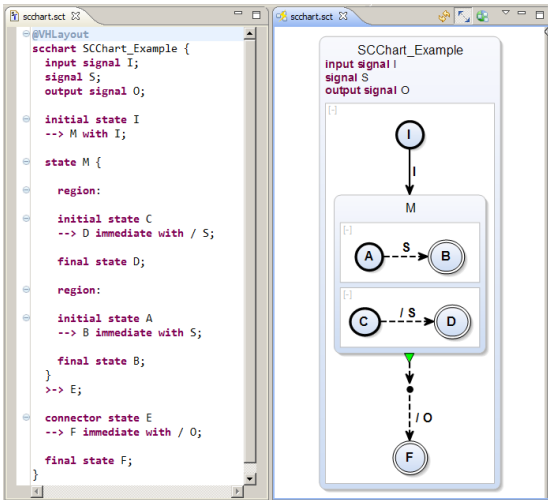 scchart.sct
@VHLayout
scchart SCChart_Example {
input signal I;
signal S;
output signal O;
initial state I
--> M with I;
state M {
region:
initial state C
--> D immediate with / S;
final state D;
region:
initial state A
--> B immediate with S;
final state B;
}
>-> E;
connector state E
--> F immediate with / O;
final state F;
}
scchart.sct
SCChart_Example
input signal I
signal S
output signal O
[-]
I
I
M
[-]
A
S
B
[-]
C
/ S
D
/ O
F